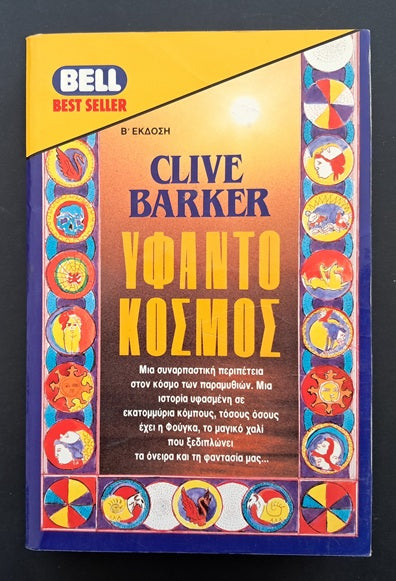 BELL
BEST SELLER
Β' ΕΚΔΟΣΗ
CLIVE
BARKER
ΥΦΑΝΤΟ
ΚΟΣΜΟΣ
Μια συναρπαστική περιπέτεια
στον κόσμο των παραμυθιών. Μια
ιστορία υφασμένη σε
εκατομμύρια κόμπους, τόσους όσους
έχει η Φούγκα, το μαγικό χαλί
που ξεδιπλώνει
τα όνειρα και τη φαντασία μας...